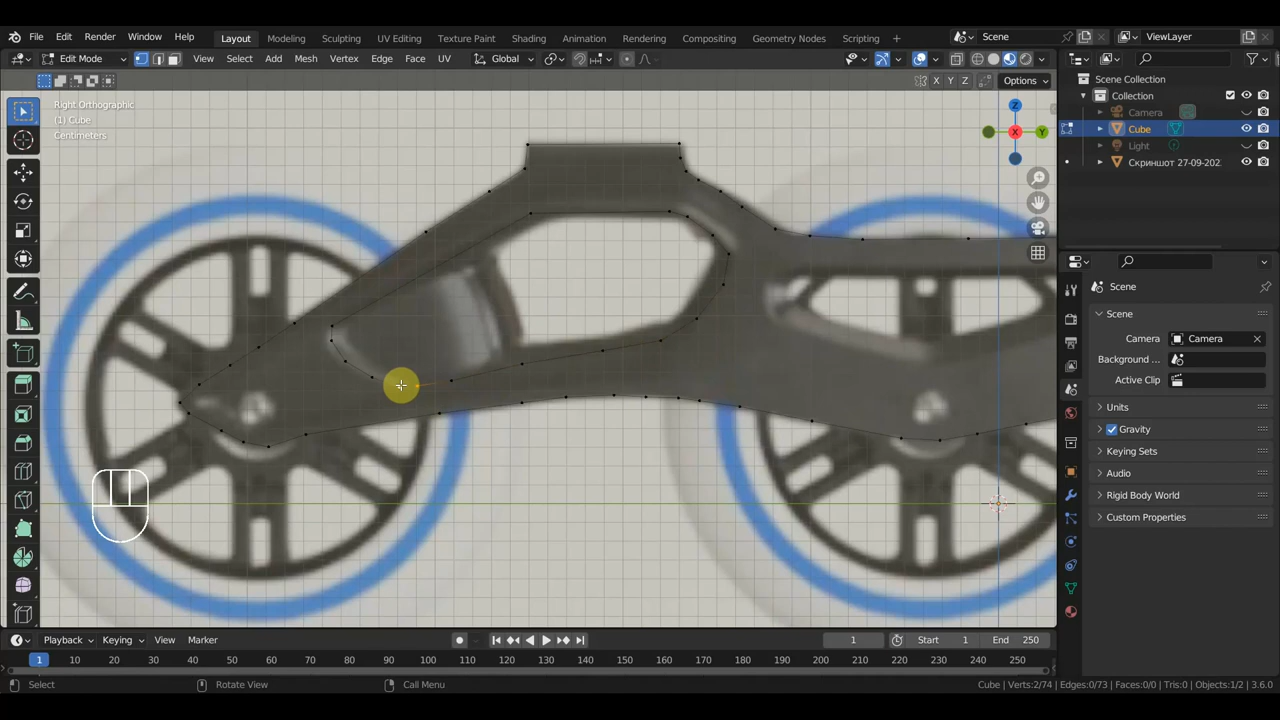 File Edit Render Window Help Layout Modeling Sculpting UV Editing Texture Paint Shading Animation Rendering Compositing Geometry Nodes Scripting + Scene ViewLayer
Edit Mode View Select Add Mesh Vertex Edge Face UV Global
X Y Z Options
Right Orthographic
(1) Cube
Centimeters
Z
Y
X
Scene Collection
Collection
Camera
Cube
Light
Скриншот 27-09-202
Scene
Scene
Camera Camera
Background ...
Active Clip
Units
Gravity
Keying Sets
Audio
Rigid Body World
Custom Properties
Playback Keying View Marker 1 Start 1 End 250
1 10 20 30 40 50 60 70 80 90 100 110 120 130 140 150 160 170 180 190 200 210 220 230 240 250
Select Rotate View Call Menu Cube | Verts:2/74 | Edges:0/73 | Faces:0/0 | Tris:0 | Objects:1/2 | 3.6.0